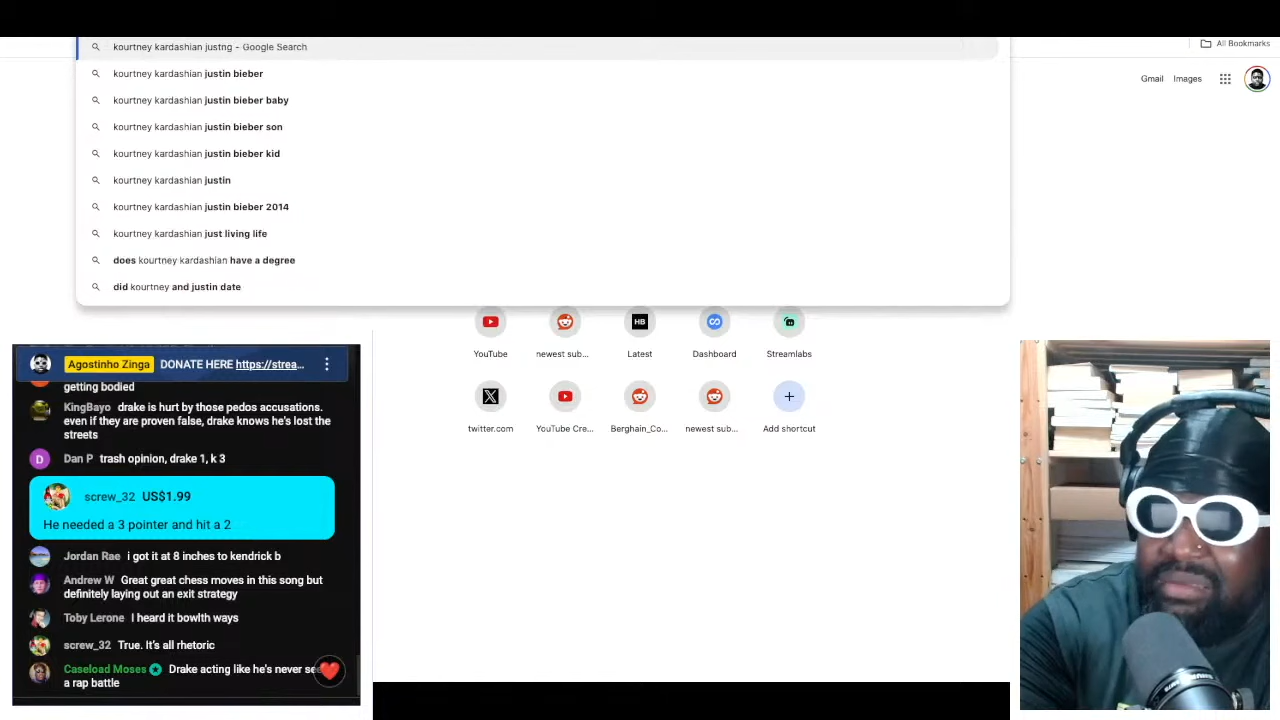 kourtney kardashian justng - Google Search
All Bookmarks
kourtney kardashian justin bieber
Gmail
Images
kourtney kardashian justin bieber baby
kourtney kardashian justin bieber son
kourtney kardashian justin bieber kid
kourtney kardashian justin
kourtney kardashian justin bieber 2014
kourtney kardashian just living life
does kourtney kardashian have a degree
did kourtney and justin date
HB
YouTube
newest sub...
Latest
Dashboard
Streamlabs
twitter.com
YouTube Cre...
Berghain_Co...
newest sub...
Add shortcut
Agostinho Zinga DONATE HERE https://strea...
getting bodied
KingBayo drake is hurt by those pedos accusations.
even if they are proven false, drake knows he's lost the
streets
D
Dan P trash opinion, drake 1, k 3
screw_32 US$1.99
He needed a 3 pointer and hit a 2
Jordan Rae i got it at 8 inches to kendrick b
Andrew W Great great chess moves in this song but
definitely laying out an exit strategy
Toby Lerone I heard it bowlth ways
screw_32 True. It's all rhetoric
Caseload Moses Drake acting like he's never
a rap battle